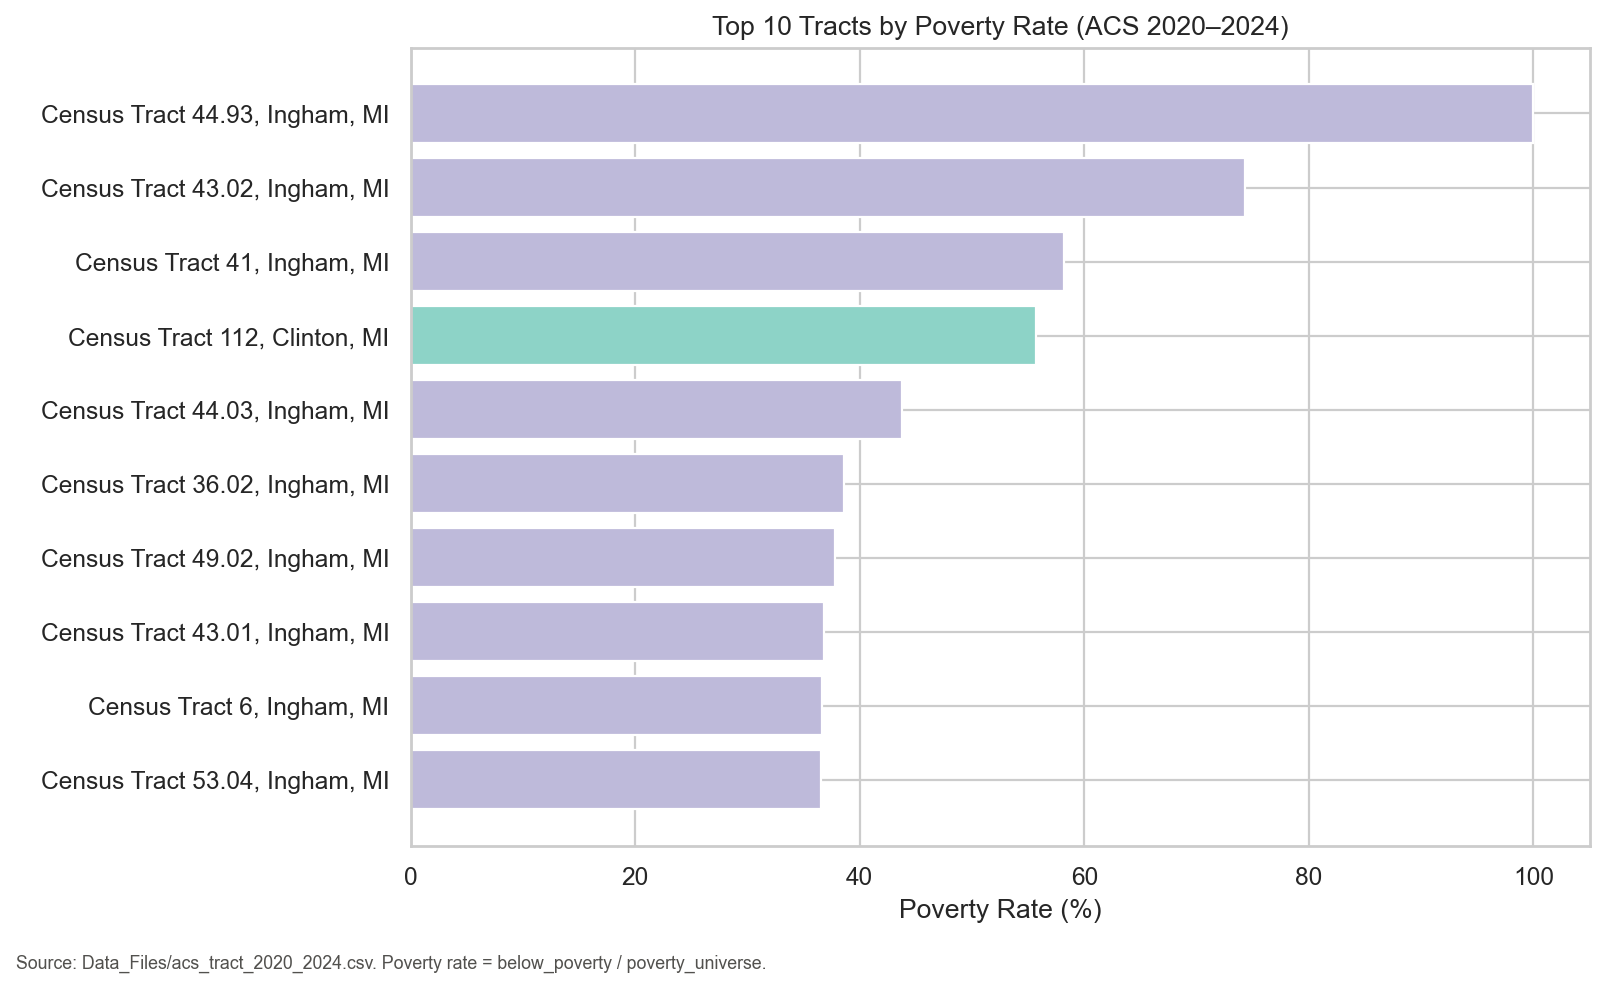 Top 10 Tracts by Poverty Rate (ACS 2020–2024)
Census Tract 44.93, Ingham, MI
Census Tract 43.02, Ingham, MI
Census Tract 41, Ingham, MI
Census Tract 112, Clinton, MI
Census Tract 44.03, Ingham, MI
Census Tract 36.02, Ingham, MI
Census Tract 49.02, Ingham, MI
Census Tract 43.01, Ingham, MI
Census Tract 6, Ingham, MI
Census Tract 53.04, Ingham, MI
0 20 40 60 80 100
Poverty Rate (%)
Source: Data_Files/acs_tract_2020_2024.csv. Poverty rate = below_poverty / poverty_universe.